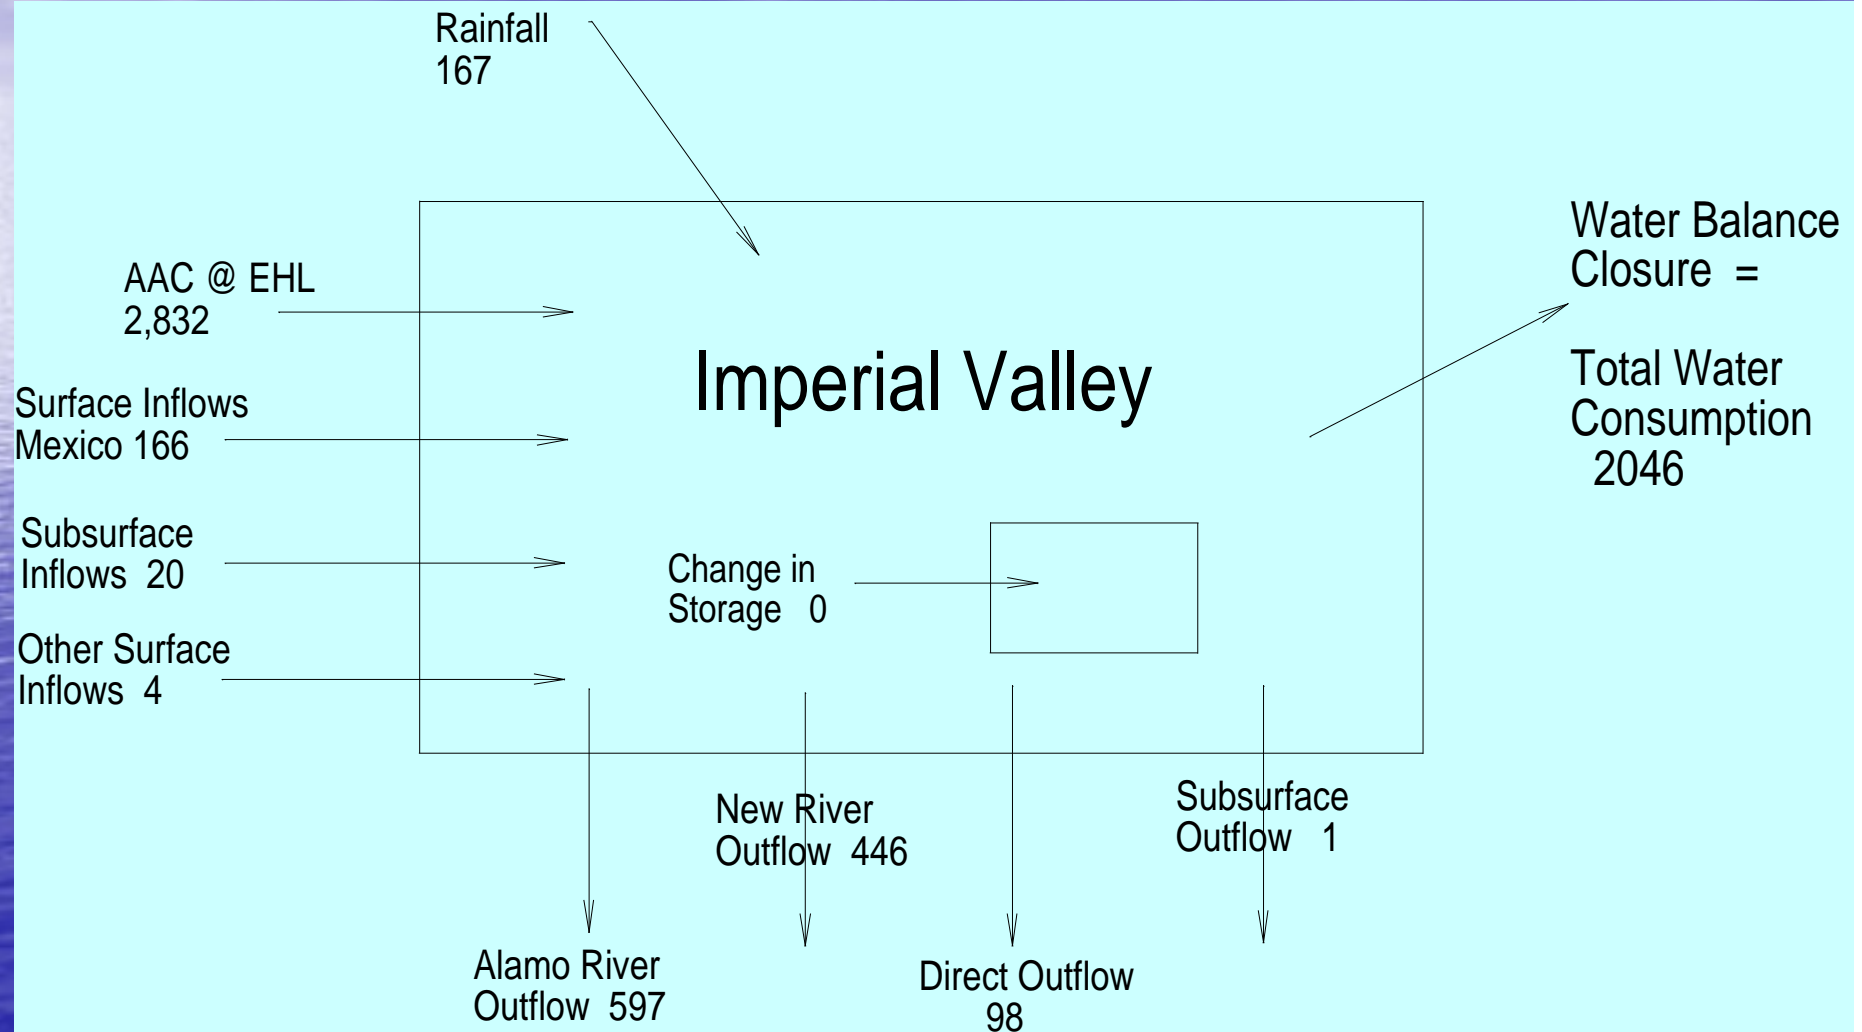 Rainfall
167
AAC @ EHL
2,832
Surface Inflows
Mexico 166
Subsurface
Inflows 20
Other Surface
Inflows 4
Imperial Valley
Change in
Storage 0
Water Balance
Closure =
Total Water
Consumption
2046
New River
Outflow 446
Subsurface
Outflow 1
Alamo River
Outflow 597
Direct Outflow
98